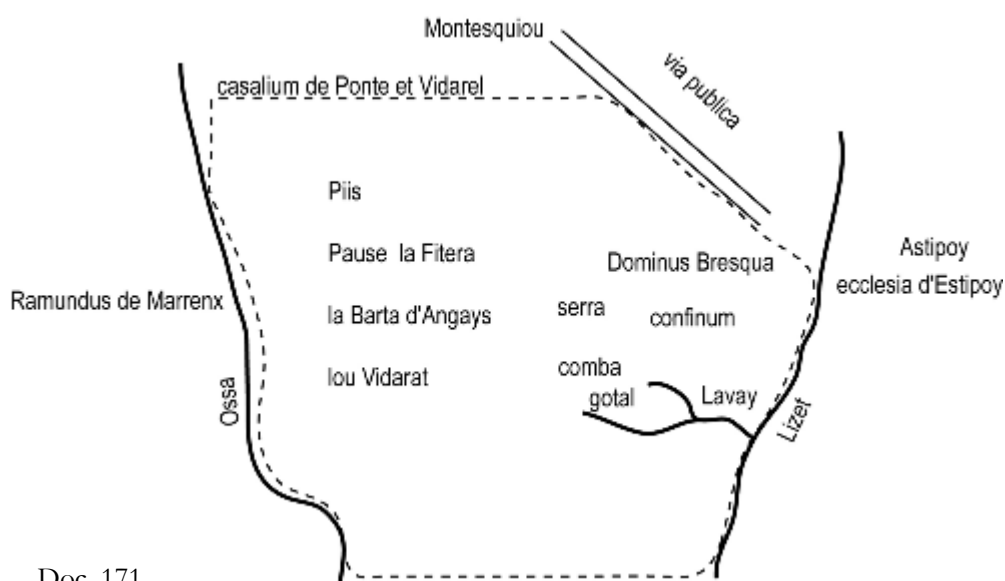 Montesquiou
via publica
casalium de Ponte et Vidarel
Piis
Pause la Fitera
Dominus Bresqua
Astipoy
ecclesia d'Estipoy
Ramundus de Marrenx
la Barta d'Angays
serra
confinum
lou Vidarat
comba
gotal
Lavay
Ossa
Lizet
Doc. 171